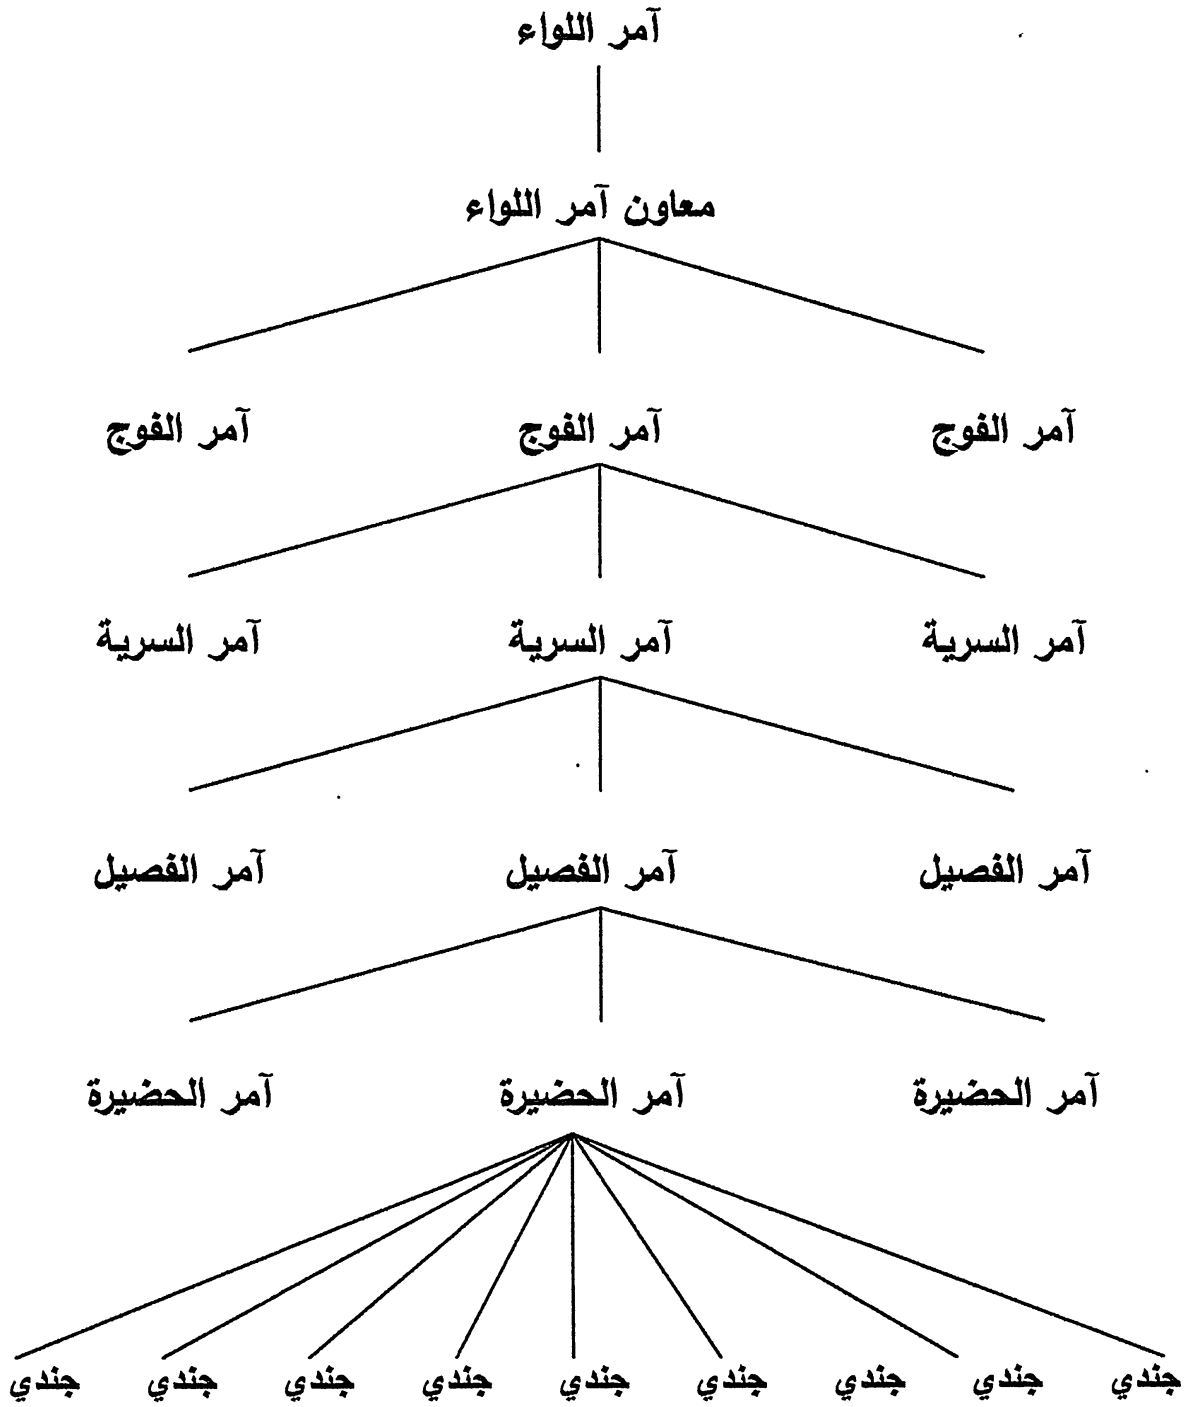 آمر اللواء
معاون آمر اللواء
آمر الفوج آمر الفوج آمر الفوج
آمر السرية آمر السرية آمر السرية
آمر الفصيل آمر الفصيل آمر الفصيل
آمر الحضيرة آمر الحضيرة آمر الحضيرة
جندي جندي جندي جندي جندي جندي جندي جندي جندي